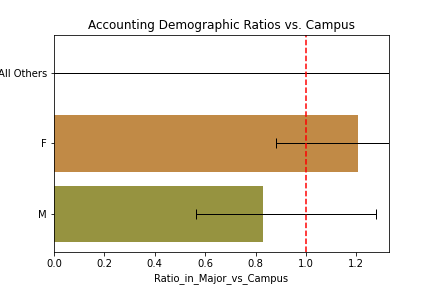 Accounting Demographic Ratios vs. Campus
All Others
F
M
0.0 0.2 0.4 0.6 0.8 1.0 1.2
Ratio_in_Major_vs_Campus